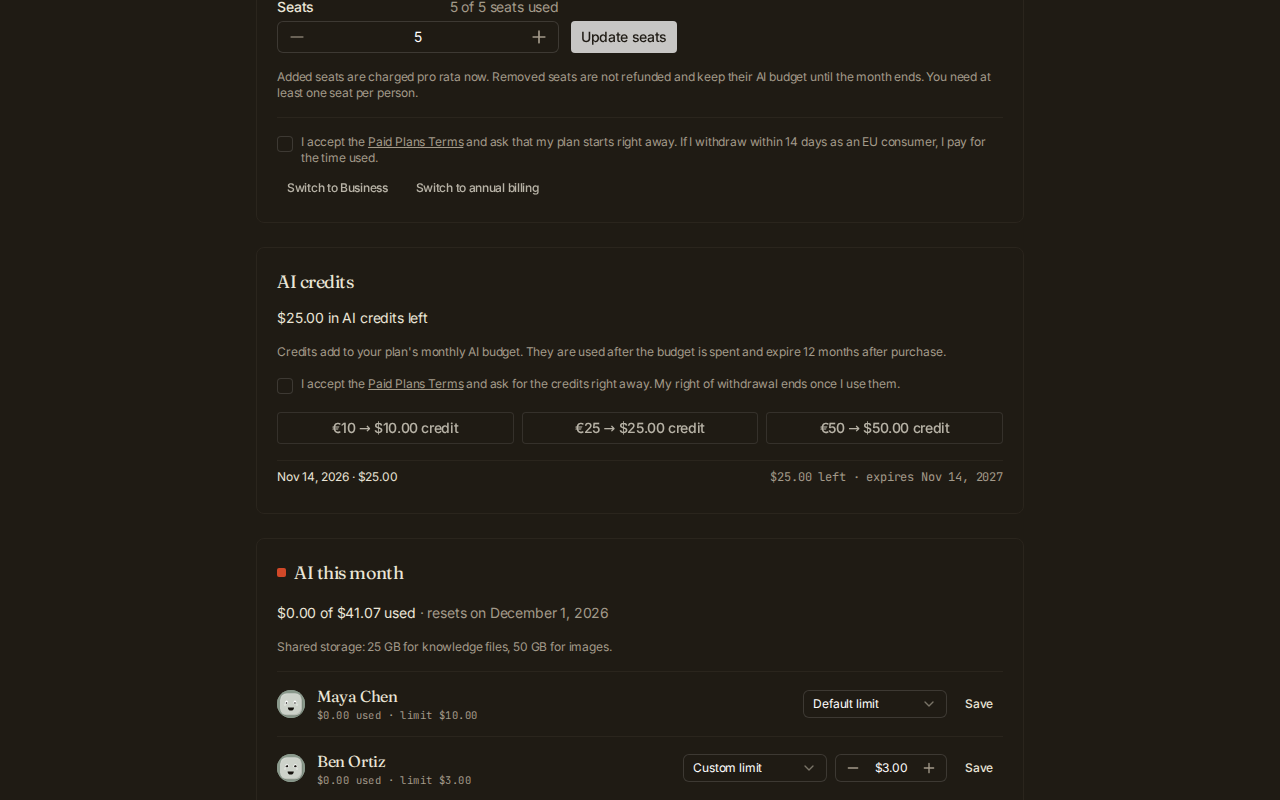 Seats 5 of 5 seats used
5 Update seats
Added seats are charged pro rata now. Removed seats are not refunded and keep their AI budget until the month ends. You need at
least one seat per person.
I accept the Paid Plans Terms and ask that my plan starts right away. If I withdraw within 14 days as an EU consumer, I pay for
the time used.
Switch to Business Switch to annual billing
AI credits
$25.00 in AI credits left
Credits add to your plan's monthly AI budget. They are used after the budget is spent and expire 12 months after purchase.
I accept the Paid Plans Terms and ask for the credits right away. My right of withdrawal ends once I use them.
€10 → $10.00 credit €25 → $25.00 credit €50 → $50.00 credit
Nov 14, 2026 · $25.00 $25.00 left · expires Nov 14, 2027
AI this month
$0.00 of $41.07 used · resets on December 1, 2026
Shared storage: 25 GB for knowledge files, 50 GB for images.
Maya Chen
$0.00 used · limit $10.00
Default limit Save
Ben Ortiz
$0.00 used · limit $3.00
Custom limit $3.00 Save